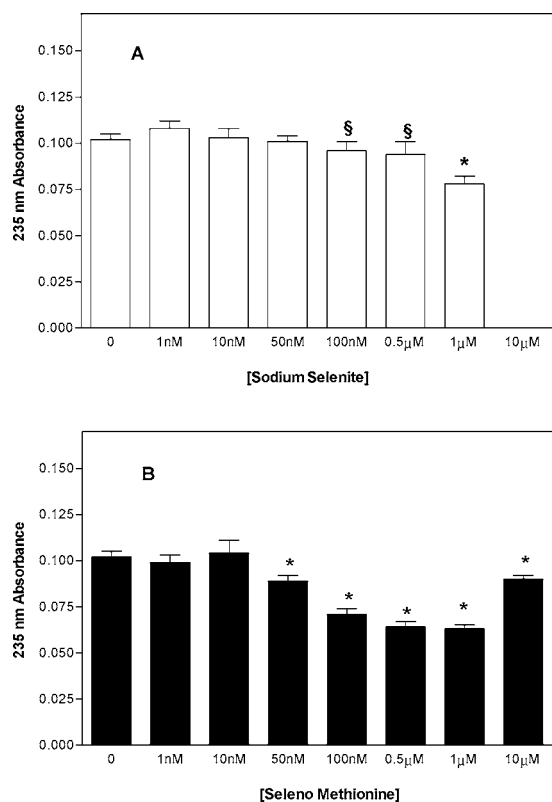 A
0.150
0.125
§ §
0.100
*
0.075
0.050
0.025
0.000
235 nm Absorbance
0 1nM 10nM 50nM 100nM 0.5µM 1µM 10µM
[Sodium Selenite]
B
0.150
0.125
0.100
* * * * *
0.075
0.050
0.025
0.000
235 nm Absorbance
0 1nM 10nM 50nM 100nM 0.5µM 1µM 10µM
[Seleno Methionine]